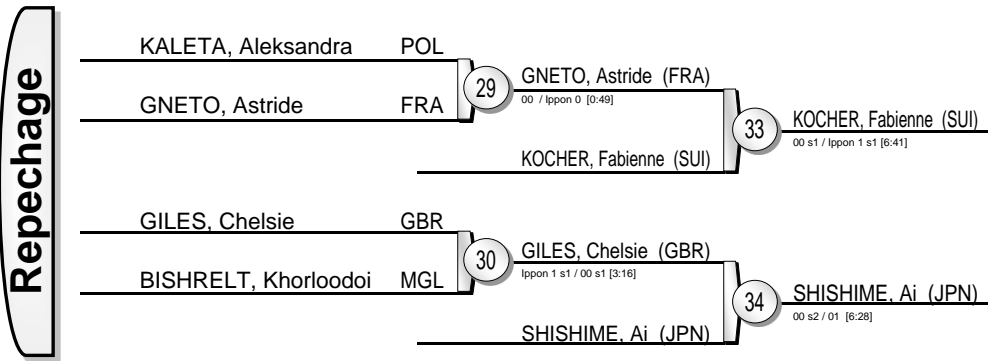 Repechage
KALETA, Aleksandra POL
GNETO, Astride FRA
29
GNETO, Astride (FRA)
00 / Ippon 0 [0:49]
KOCHER, Fabienne (SUI)
33
KOCHER, Fabienne (SUI)
00 s1 / Ippon 1 s1 [6:41]
GILES, Chelsie GBR
BISHRELT, Khorloodoi MGL
30
GILES, Chelsie (GBR)
Ippon 1 s1 / 00 s1 [3:16]
SHISHIME, Ai (JPN)
34
SHISHIME, Ai (JPN)
00 s2 / 01 [6:28]